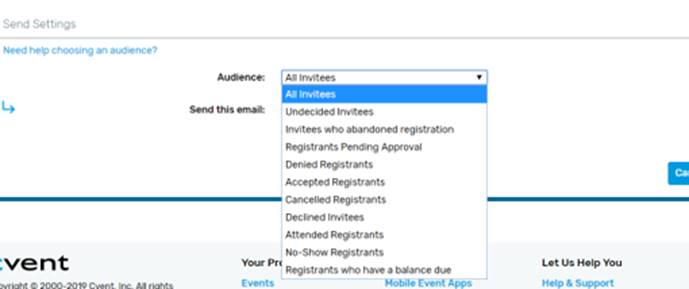 Send Settings
Need help choosing an audience?
Audience: All Invitees
All Invitees
Undecided Invitees
Send this email:
Invitees who abandoned registration
Registrants Pending Approval
Denied Registrants
Accepted Registrants
Cancelled Registrants
Declined Invitees
Attended Registrants
No-Show Registrants
Registrants who have a balance due
cvent
Copyright © 2000-2019 Cvent, Inc. All rights
Your Pr
Events
Mobile Event Apps
Let Us Help You
Help & Support